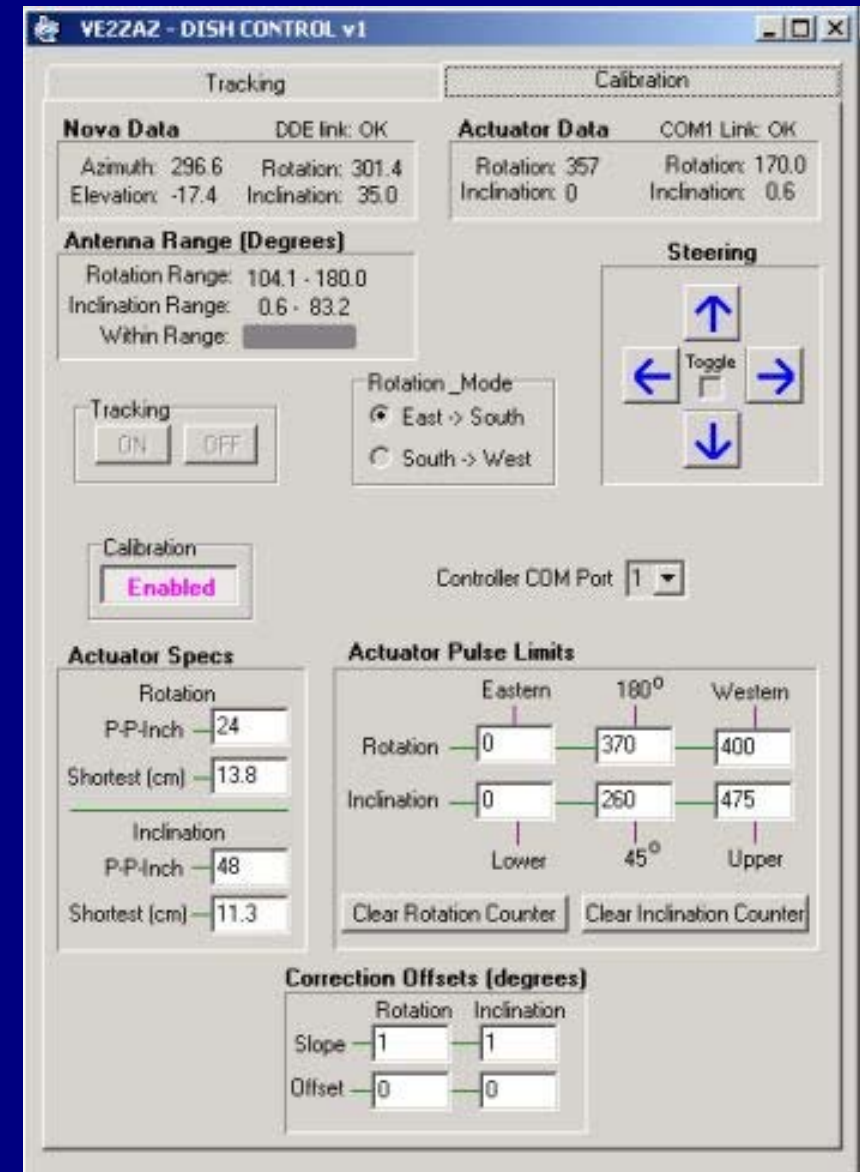 VE2ZAZ - DISH CONTROL v1
Tracking
Calibration
Nova Data DDE link: OK
Azimuth: 296.6 Rotation: 301.4
Elevation: -17.4 Inclination: 35.0
Actuator Data COM1 Link: OK
Rotation: 357 Rotation: 170.0
Inclination: 0 Inclination: 0.6
Antenna Range (Degrees)
Rotation Range: 104.1 - 180.0
Inclination Range: 0.6 - 83.2
Within Range:
Steering
Toggle
Tracking
ON OFF
Rotation _Mode
East -> South
South -> West
Calibration
Enabled
Controller COM Port 1
Actuator Specs
Rotation
P-P-Inch 24
Shortest (cm) 13.8
Inclination
P-P-Inch 48
Shortest (cm) 11.3
Actuator Pulse Limits
Eastern 180° Western
Rotation 0 370 400
Inclination 0 260 475
Lower 45° Upper
Clear Rotation Counter Clear Inclination Counter
Correction Offsets (degrees)
Rotation Inclination
Slope 1 1
Offset 0 0